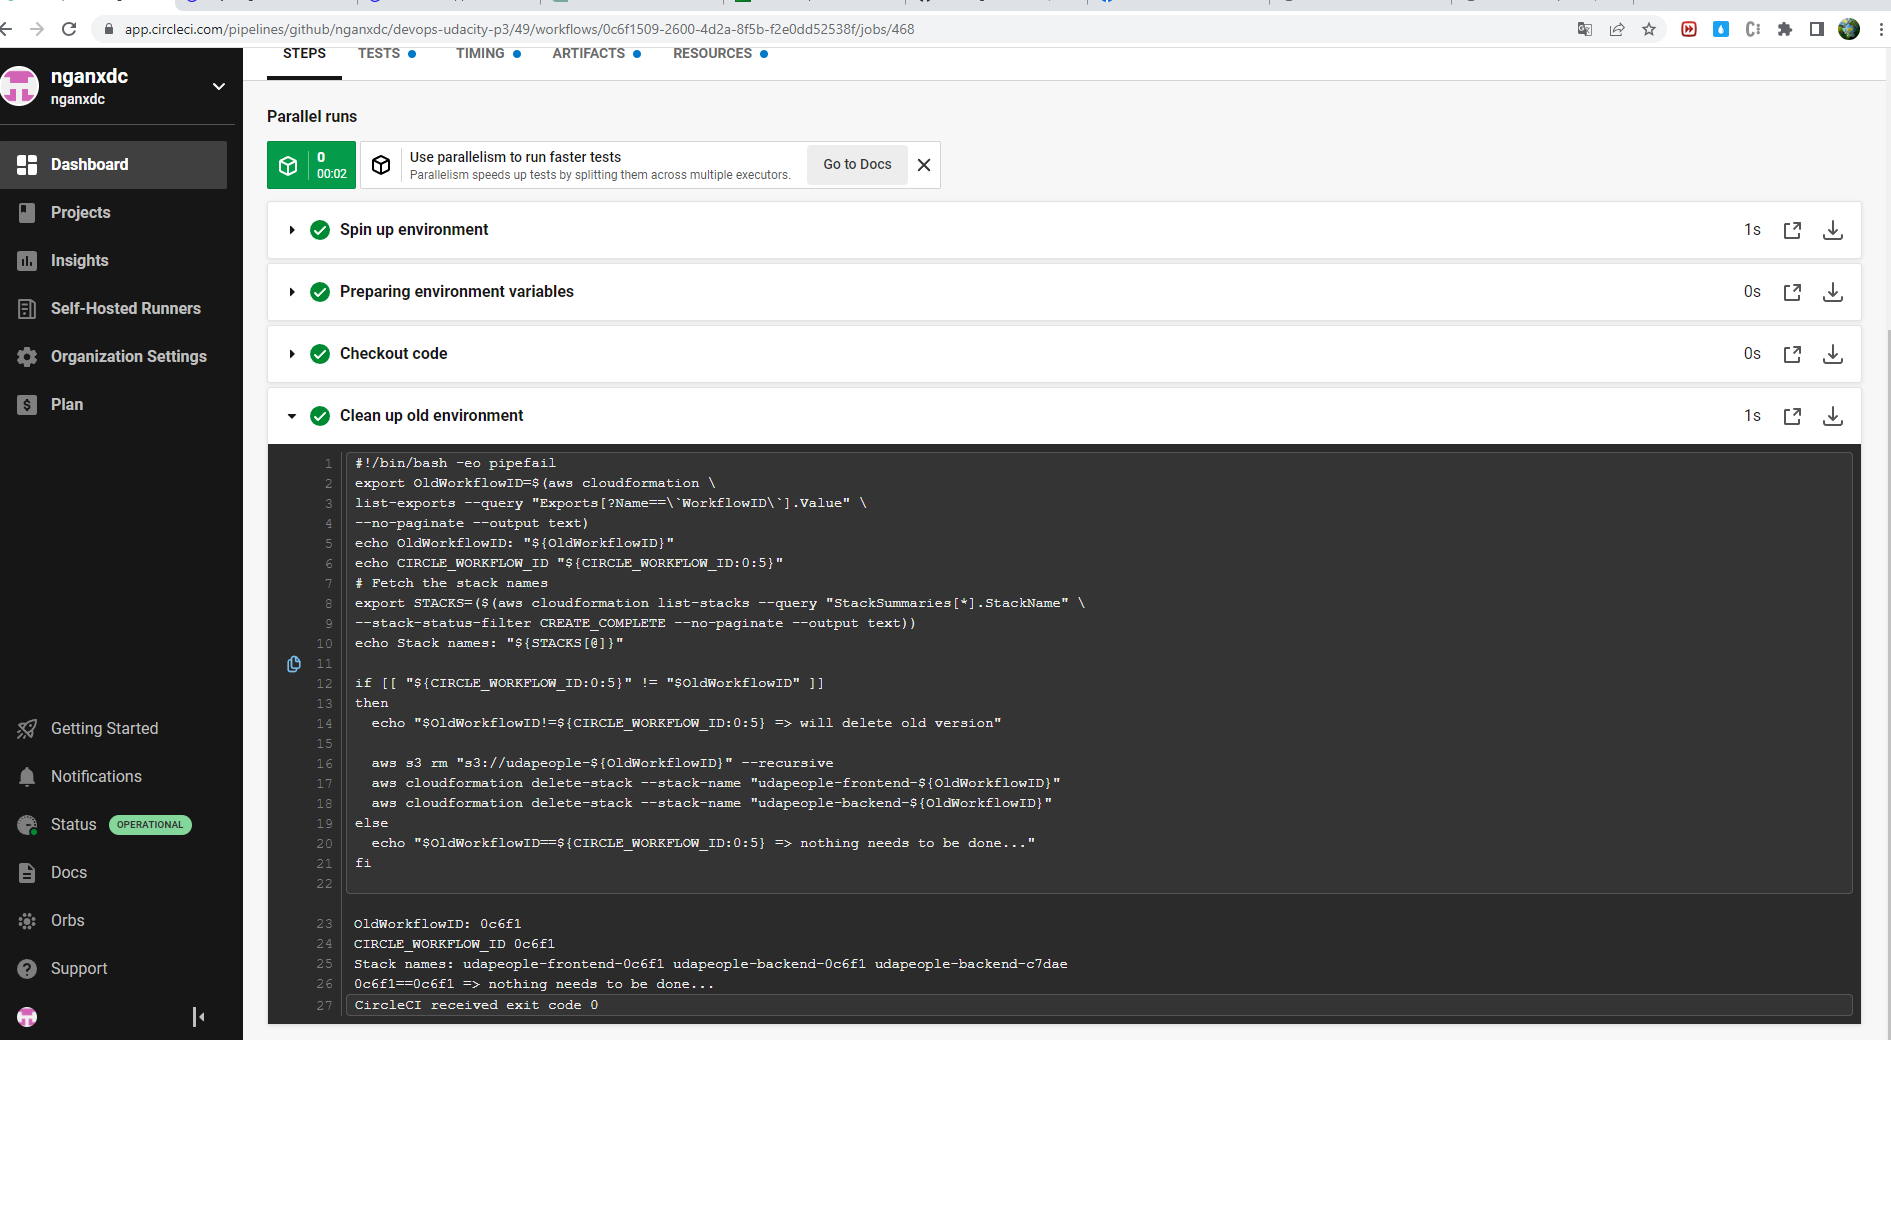 app.circleci.com/pipelines/github/nganxdc/devops-udacity-p3/49/workflows/0c6f1509-2600-4d2a-8f5b-f2e0dd52538f/jobs/468
nganxdc
nganxdc
Dashboard
Projects
Insights
Self-Hosted Runners
Organization Settings
Plan
Getting Started
Notifications
Status OPERATIONAL
Docs
Orbs
Support
STEPS TESTS TIMING ARTIFACTS RESOURCES
Parallel runs
0
00:02
Use parallelism to run faster tests
Parallelism speeds up tests by splitting them across multiple executors.
Go to Docs
Spin up environment 1s
Preparing environment variables 0s
Checkout code 0s
Clean up old environment 1s
1 #!/bin/bash -eo pipefail
2 export OldWorkflowID=$(aws cloudformation \
3 list-exports --query "Exports[?Name==\`WorkflowID\`].Value" \
4 --no-paginate --output text)
5 echo OldWorkflowID: "${OldWorkflowID}"
6 echo CIRCLE_WORKFLOW_ID "${CIRCLE_WORKFLOW_ID:0:5}"
7 # Fetch the stack names
8 export STACKS=($(aws cloudformation list-stacks --query "StackSummaries[*].StackName" \
9 --stack-status-filter CREATE_COMPLETE --no-paginate --output text))
10 echo Stack names: "${STACKS[@]}"
11
12 if [[ "${CIRCLE_WORKFLOW_ID:0:5}" != "$OldWorkflowID" ]]
13 then
14 echo "$OldWorkflowID!=${CIRCLE_WORKFLOW_ID:0:5} => will delete old version"
15
16 aws s3 rm "s3://udapeople-${OldWorkflowID}" --recursive
17 aws cloudformation delete-stack --stack-name "udapeople-frontend-${OldWorkflowID}"
18 aws cloudformation delete-stack --stack-name "udapeople-backend-${OldWorkflowID}"
19 else
20 echo "$OldWorkflowID==${CIRCLE_WORKFLOW_ID:0:5} => nothing needs to be done..."
21 fi
22
23 OldWorkflowID: 0c6f1
24 CIRCLE_WORKFLOW_ID 0c6f1
25 Stack names: udapeople-frontend-0c6f1 udapeople-backend-0c6f1 udapeople-backend-c7dae
26 0c6f1==0c6f1 => nothing needs to be done...
27 CircleCI received exit code 0